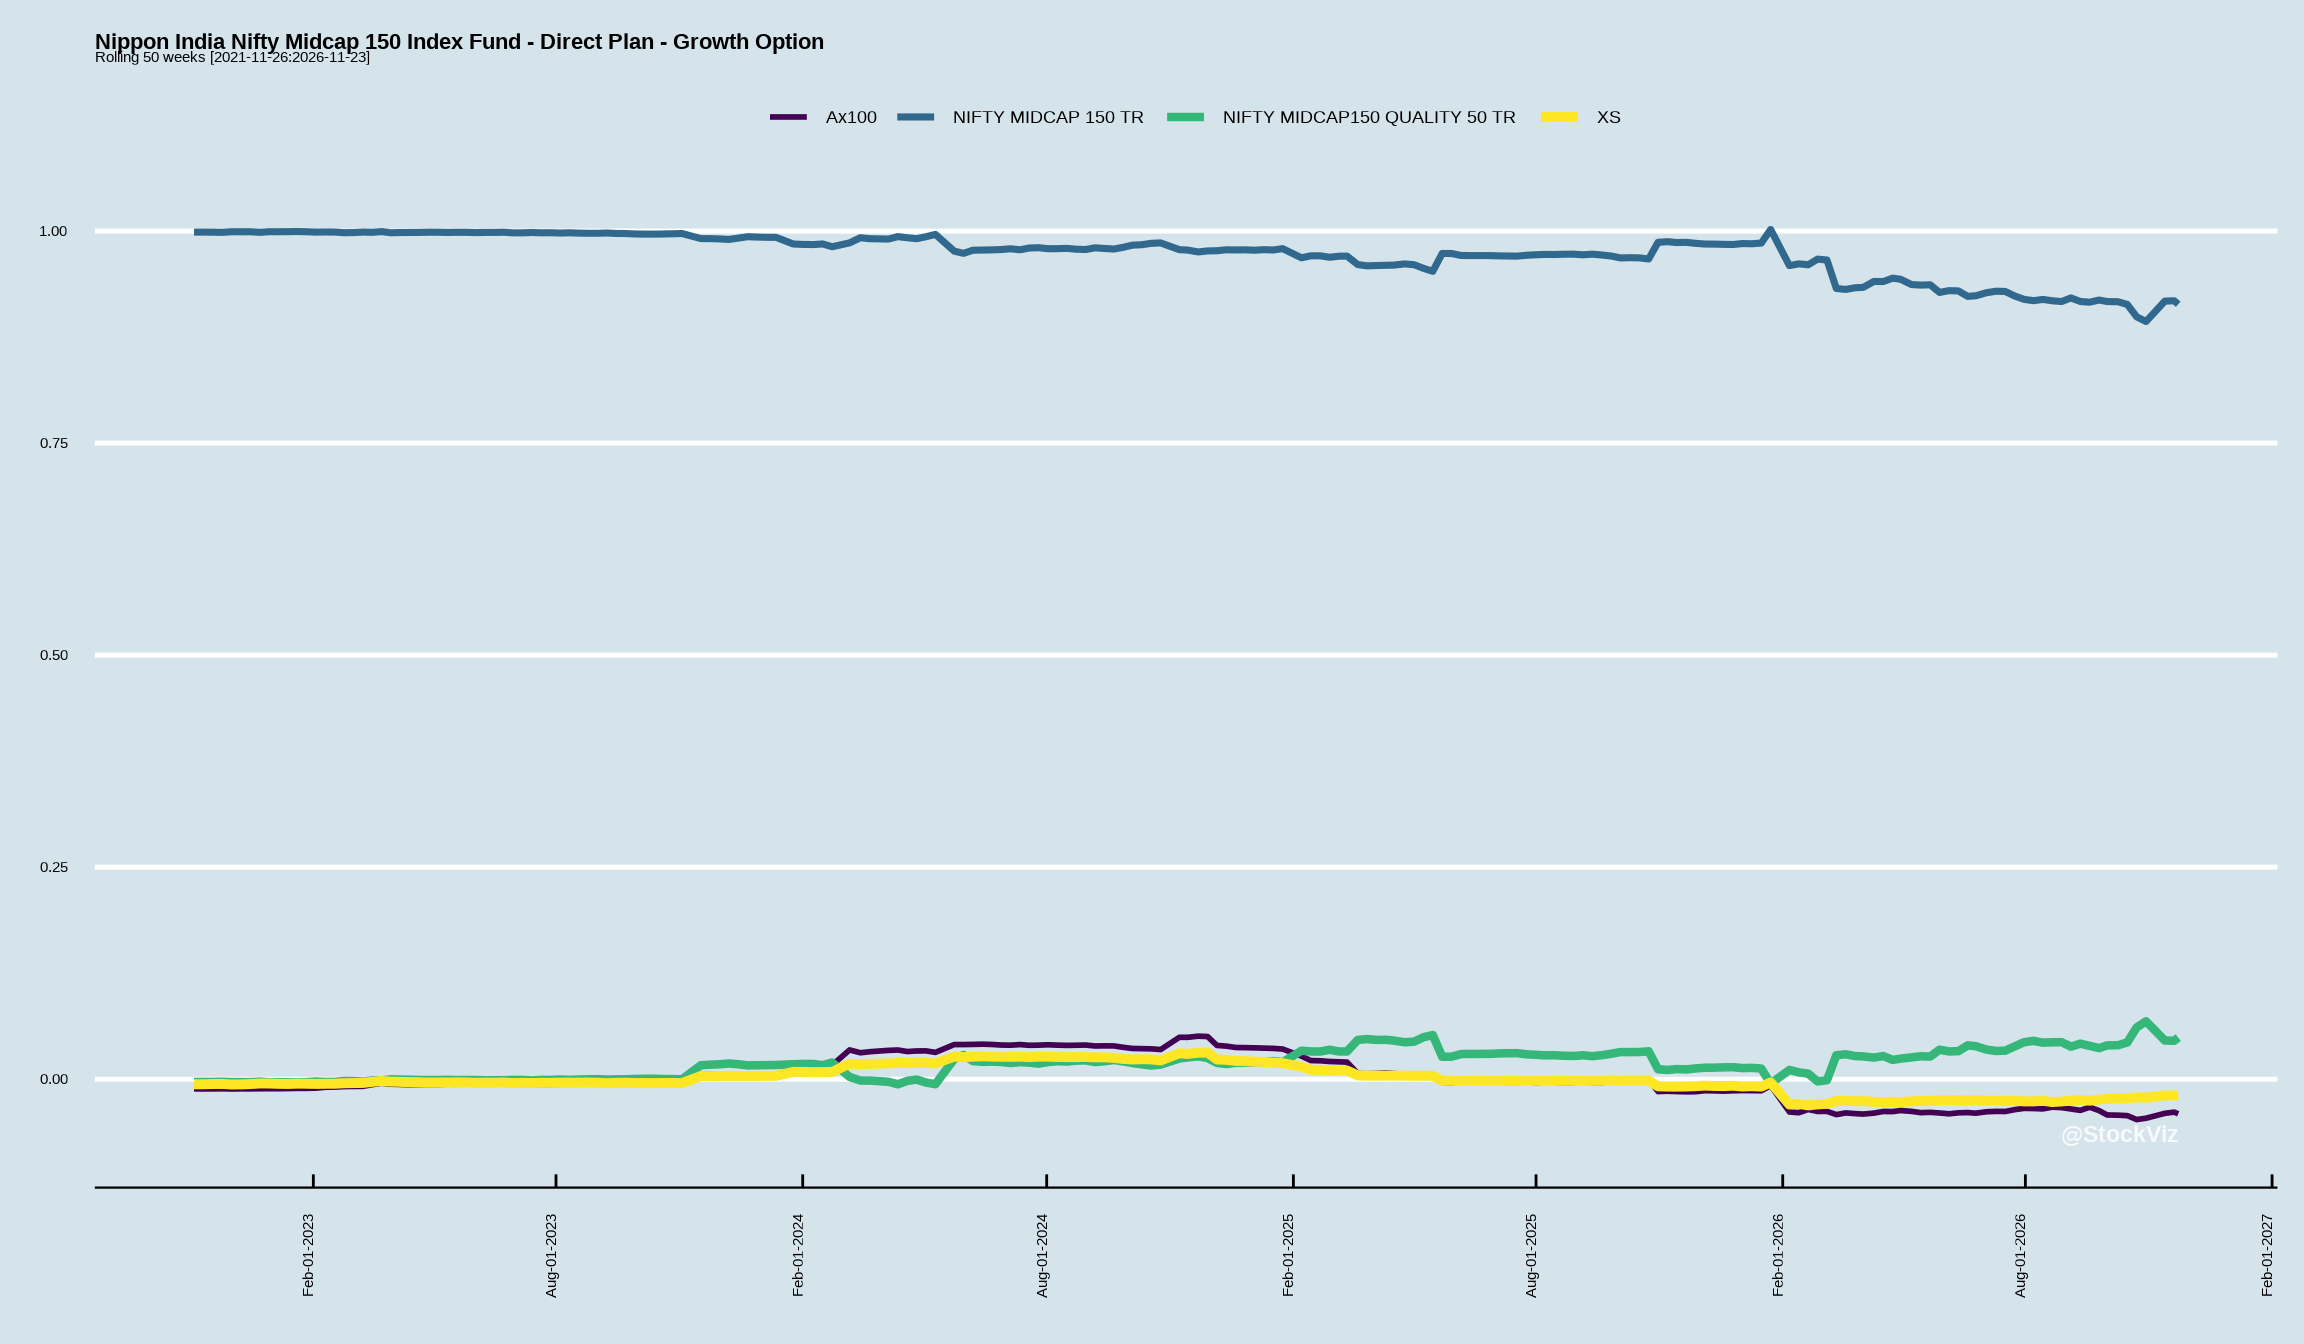 Nippon India Nifty Midcap 150 Index Fund - Direct Plan - Growth Option
Rolling 50 weeks [2021-11-26:2026-11-23]
Ax100 NIFTY MIDCAP 150 TR NIFTY MIDCAP150 QUALITY 50 TR XS
1.00
0.75
0.50
0.25
0.00
@StockViz
Feb-01-2023
Aug-01-2023
Feb-01-2024
Aug-01-2024
Feb-01-2025
Aug-01-2025
Feb-01-2026
Aug-01-2026
Feb-01-2027